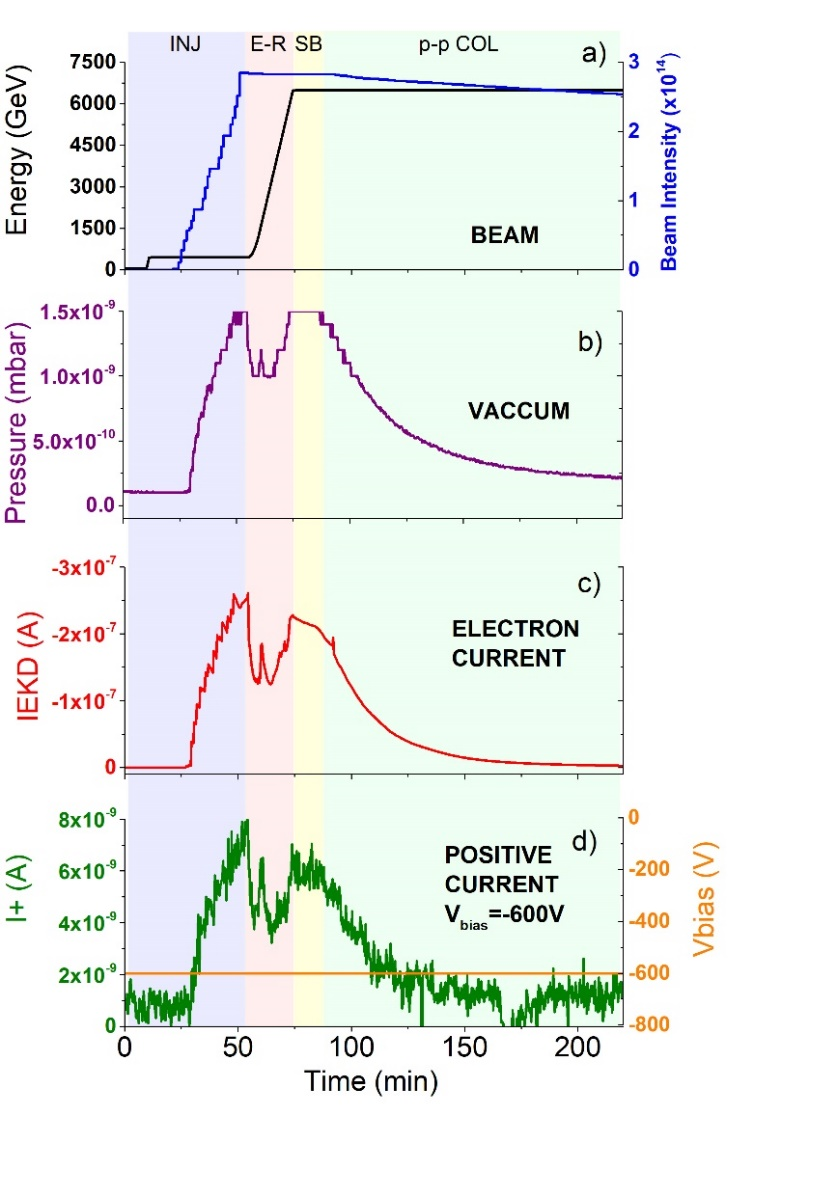 INJ E-R SB p-p COL
a)
7500
6000
4500
3000
1500
0
Energy (GeV)
3
2
1
0
Beam Intensity (x10¹⁴)
BEAM
b)
1.5x10⁻⁹
1.0x10⁻⁹
5.0x10⁻¹⁰
0.0
Pressure (mbar)
VACCUM
c)
-3x10⁻⁷
-2x10⁻⁷
-1x10⁻⁷
0
IEKD (A)
ELECTRON
CURRENT
d)
8x10⁻⁹
6x10⁻⁹
4x10⁻⁹
2x10⁻⁹
0
I+ (A)
POSITIVE
CURRENT
Vbias=-600V
0
-200
-400
-600
-800
Vbias (V)
0 50 100 150 200
Time (min)